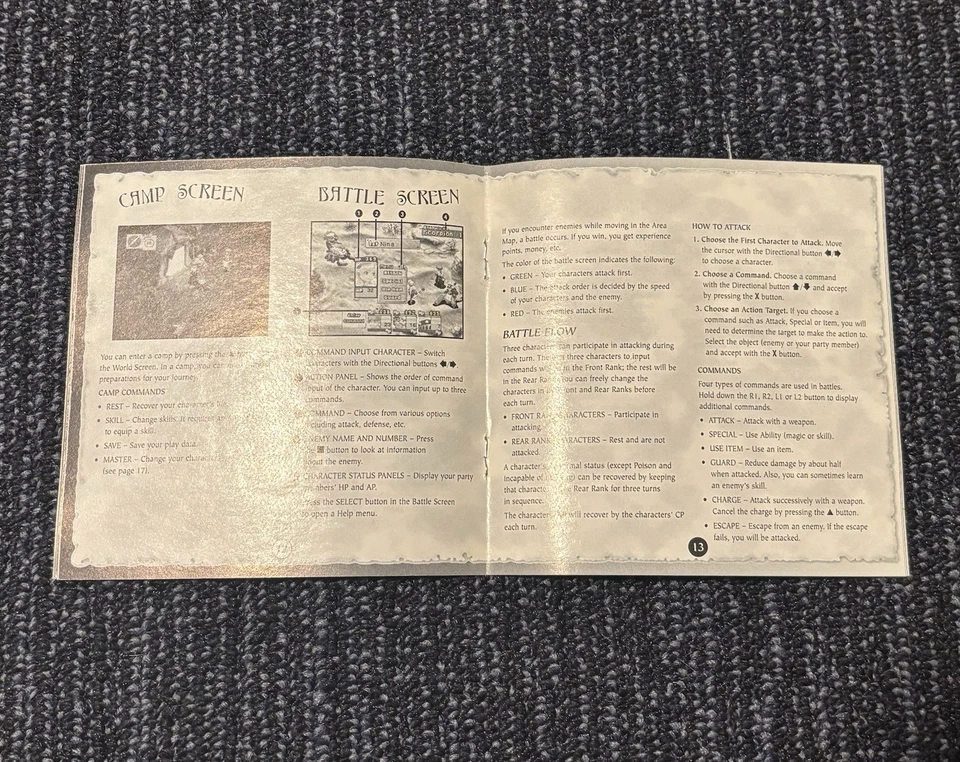 CAMP SCREEN
You can enter a camp by pressing the
the World Screen. In a camp, you can
preparations for your journey.
CAMP COMMANDS
• REST – Recover your
• SKILL – Change skills. It requires
to equip a skill.
• SAVE – Save your play data.
• MASTER – Change your
(see page 17).
BATTLE SCREEN
1 2 3 4
Scorpion
Nina
COMMAND INPUT CHARACTER – Switch
characters with the Directional buttons
ACTION PANEL – Shows the order of command
input of the character. You can input up to three
commands.
COMMAND – Choose from various options
including attack, defense, etc.
ENEMY NAME AND NUMBER – Press
button to look at information
about the enemy.
CHARACTER STATUS PANELS – Display your party
members' HP and AP.
Press the SELECT button in the Battle Screen
to open a Help menu.
If you encounter enemies while moving in the Area
Map, a battle occurs. If you win, you get experience
points, money, etc.
The color of the battle screen indicates the following:
• GREEN – Your characters attack first.
• BLUE – The attack order is decided by the speed
of your characters and the enemy.
• RED – The enemies attack first.
BATTLE FLOW
Three characters can participate in attacking during
each turn. The three characters to input
commands in the Front Rank; the rest will be
in the Rear Rank. You can freely change the
characters in Front and Rear Ranks before
each turn.
• FRONT RANK CHARACTERS – Participate in
attacking.
• REAR RANK CHARACTERS – Rest and are not
attacked.
A character's status (except Poison and
Incapable of) can be recovered by keeping
that character Rear Rank for three turns
in sequence.
The characters' will recover by the characters' CP
each turn.
HOW TO ATTACK
1. Choose the First Character to Attack. Move
the cursor with the Directional button ←/→
to choose a character.
2. Choose a Command. Choose a command
with the Directional button ↑/↓ and accept
by pressing the X button.
3. Choose an Action Target. If you choose a
command such as Attack, Special or Item, you will
need to determine the target to make the action to.
Select the object (enemy or your party member)
and accept with the X button.
COMMANDS
Four types of commands are used in battles.
Hold down the R1, R2, L1 or L2 button to display
additional commands.
• ATTACK – Attack with a weapon.
• SPECIAL – Use Ability (magic or skill).
• USE ITEM – Use an item.
• GUARD – Reduce damage by about half
when attacked. Also, you can sometimes learn
an enemy's skill.
• CHARGE – Attack successively with a weapon.
Cancel the charge by pressing the ▲ button.
• ESCAPE – Escape from an enemy. If the escape
fails, you will be attacked.
13